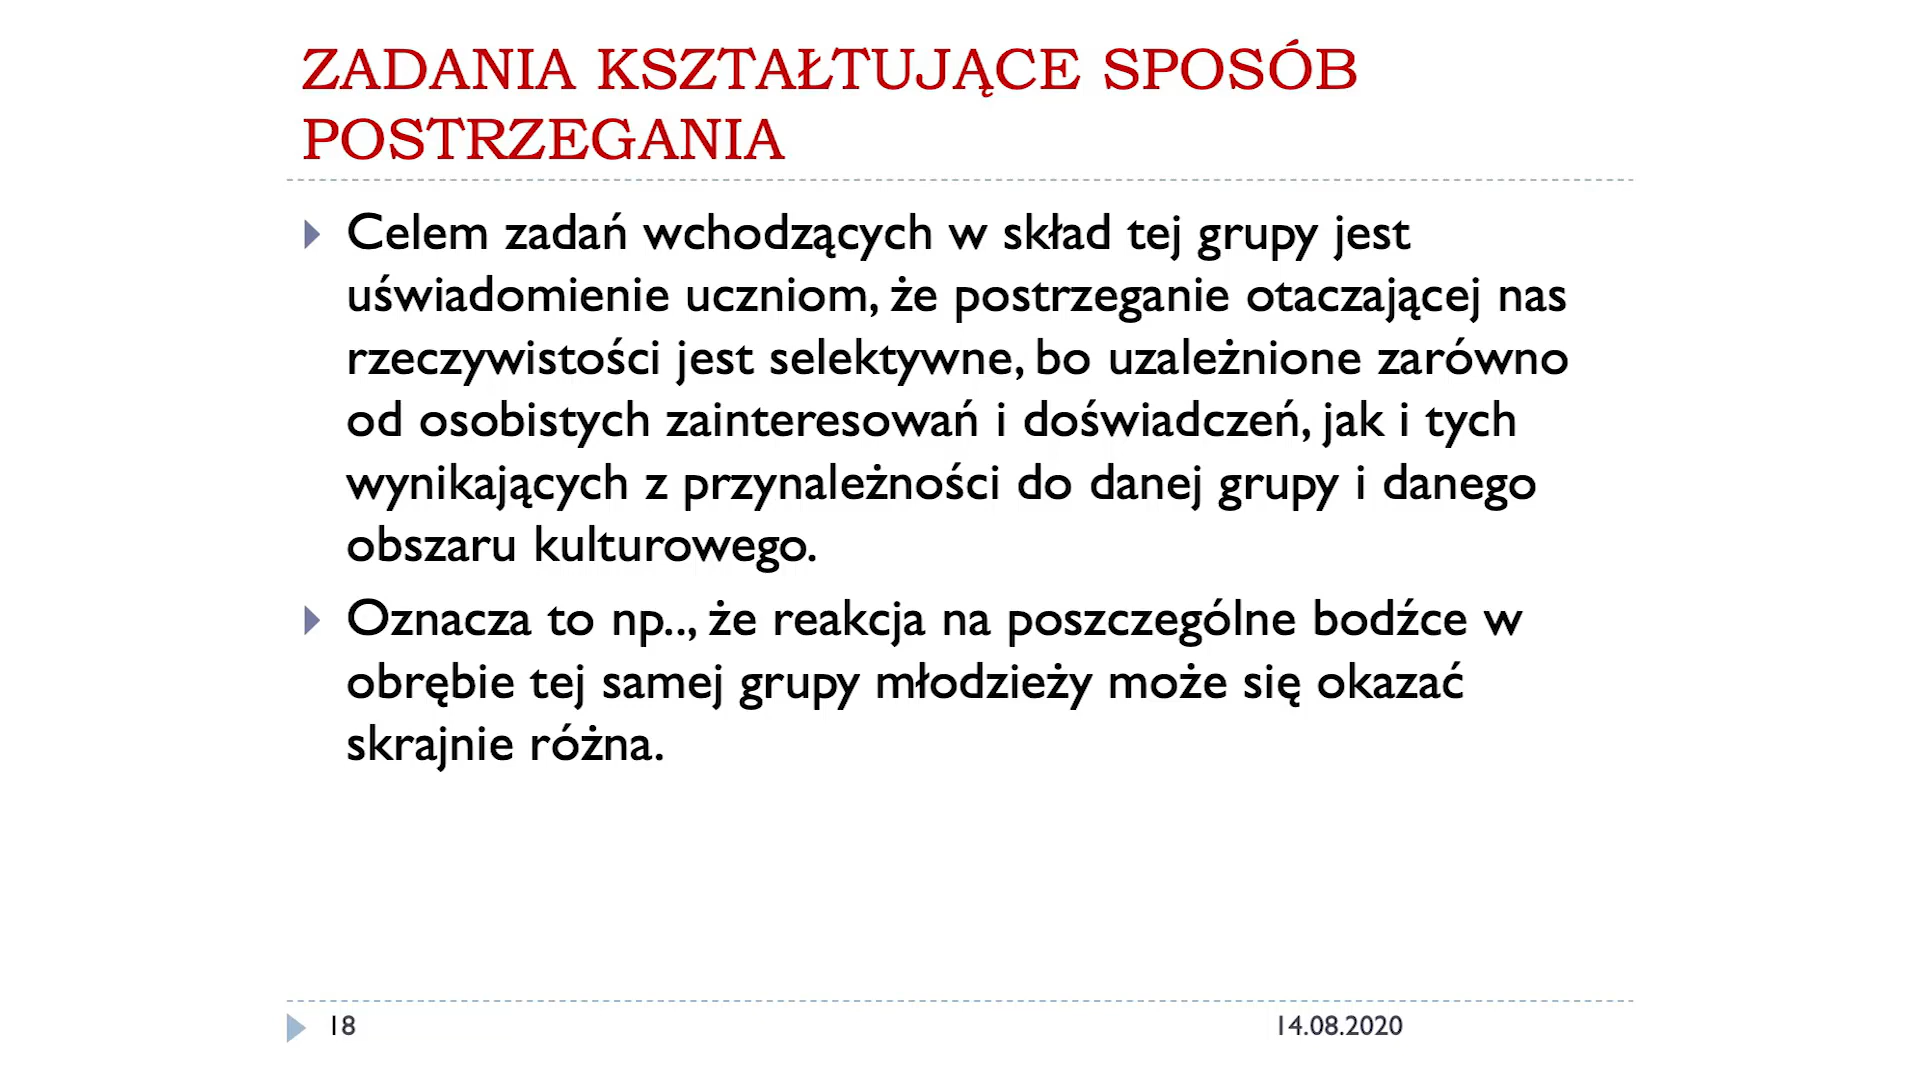 ZADANIA KSZTAŁTUJĄCE SPOSÓB
POSTRZEGANIA
Celem zadań wchodzących w skład tej grupy jest
uświadomienie uczniom, że postrzeganie otaczającej nas
rzeczywistości jest selektywne, bo uzależnione zarówno
od osobistych zainteresowań i doświadczeń, jak i tych
wynikających z przynależności do danej grupy i danego
obszaru kulturowego.
Oznacza to np.., że reakcja na poszczególne bodźce w
obrębie tej samej grupy młodzieży może się okazać
skrajnie różna.
18
14.08.2020